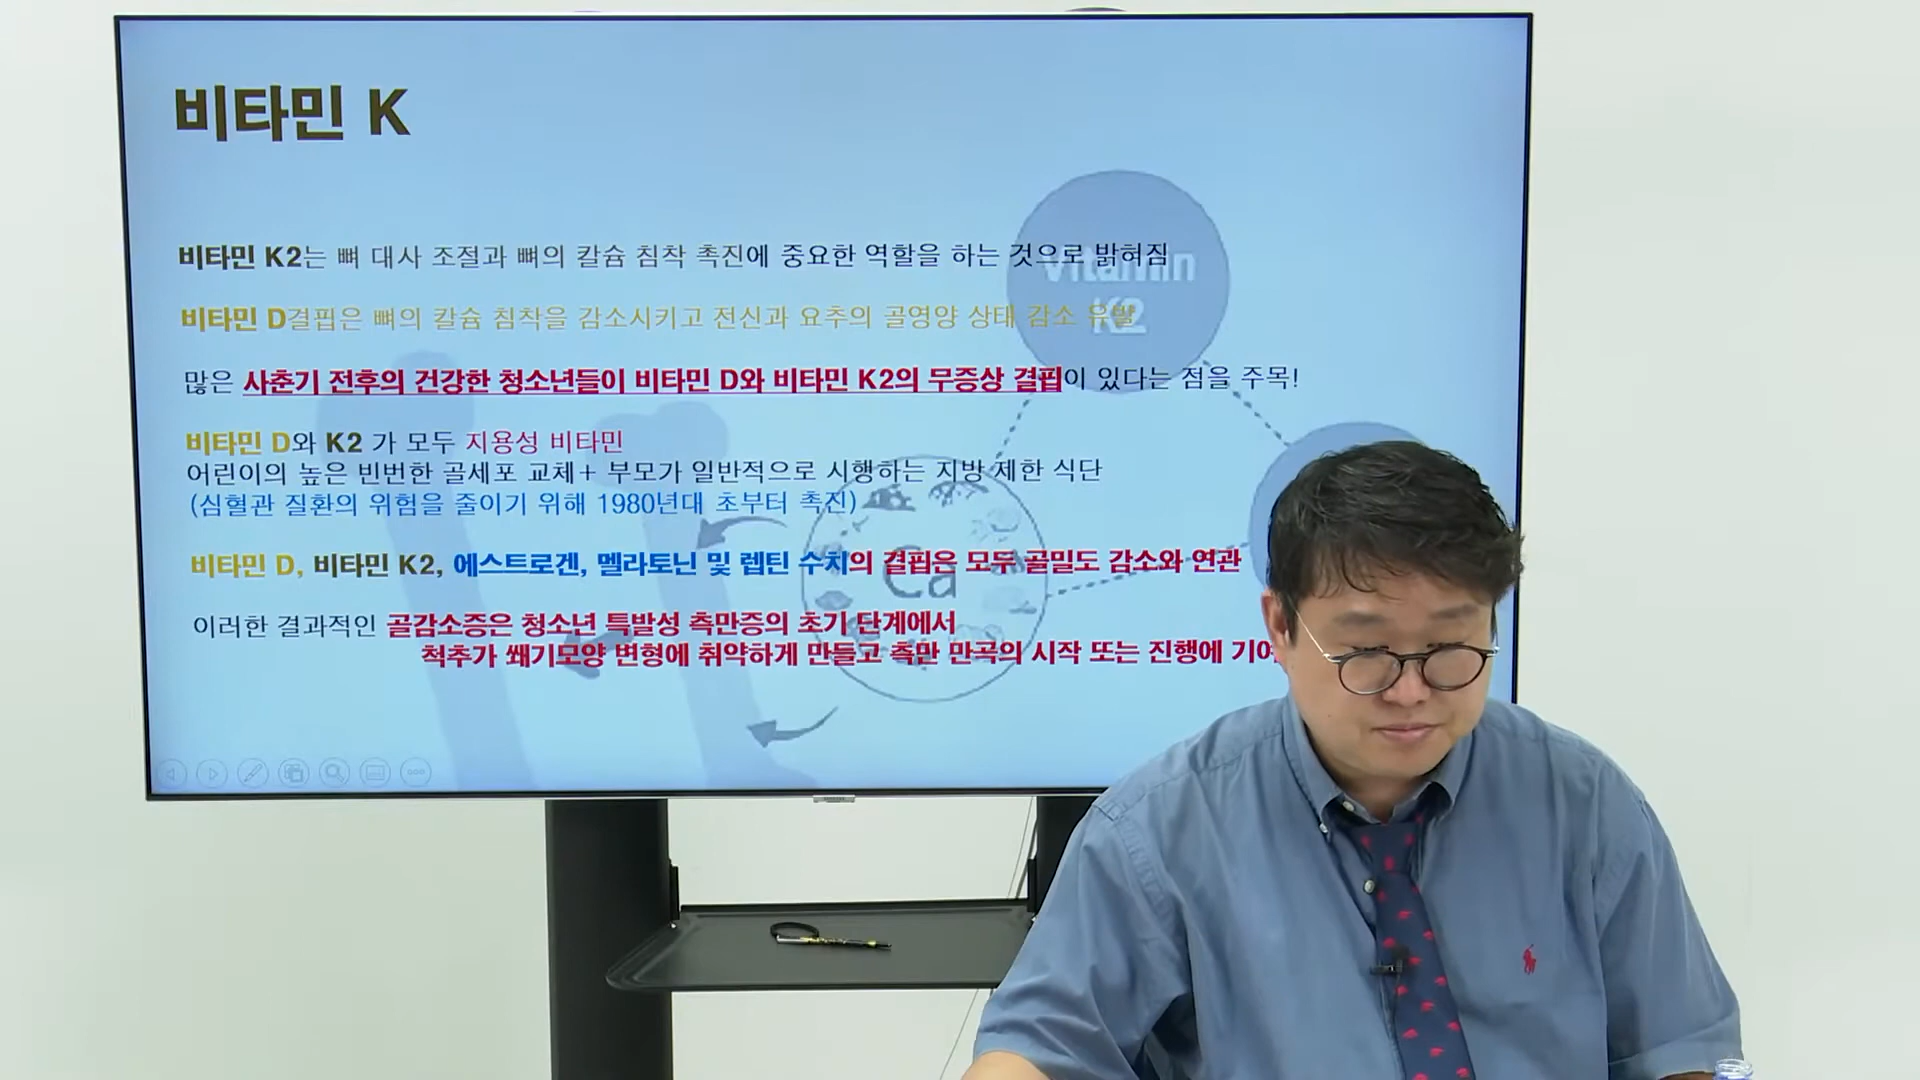 비타민 K
비타민 K2는 뼈 대사 조절과 뼈의 칼슘 침착 촉진에 중요한 역할을 하는 것으로 밝혀짐
Vitamin
K2
비타민 D결핍은 뼈의 칼슘 침착을 감소시키고 전신과 요추의 골영양 상태 감소 유발
많은 사춘기 전후의 건강한 청소년들이 비타민 D와 비타민 K2의 무증상 결핍이 있다는 점을 주목!
비타민 D와 K2 가 모두 지용성 비타민
어린이의 높은 빈번한 골세포 교체+ 부모가 일반적으로 시행하는 지방 제한 식단
(심혈관 질환의 위험을 줄이기 위해 1980년대 초부터 촉진)
비타민 D, 비타민 K2, 에스트로겐, 멜라토닌 및 렙틴 수치의 결핍은 모두 골밀도 감소와 연관
Ca
이러한 결과적인 골감소증은 청소년 특발성 측만증의 초기 단계에서
척추가 쐐기모양 변형에 취약하게 만들고 측만 만곡의 시작 또는 진행에 기여